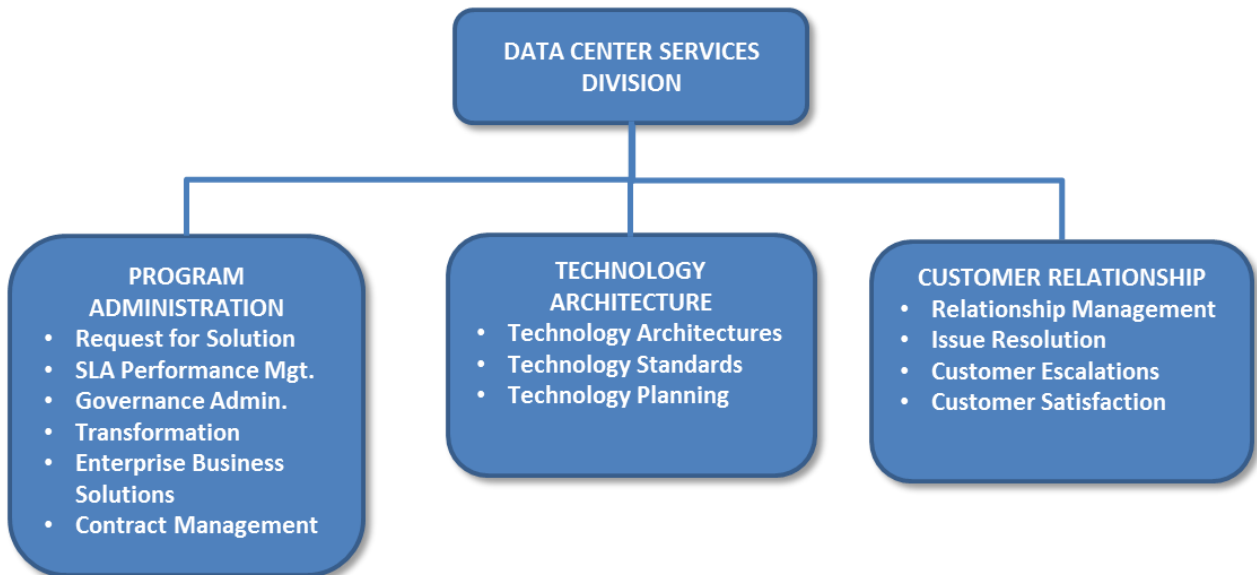 DATA CENTER SERVICES
DIVISION
PROGRAM
ADMINISTRATION
• Request for Solution
• SLA Performance Mgt.
• Governance Admin.
• Transformation
• Enterprise Business
Solutions
• Contract Management
TECHNOLOGY
ARCHITECTURE
• Technology Architectures
• Technology Standards
• Technology Planning
CUSTOMER RELATIONSHIP
• Relationship Management
• Issue Resolution
• Customer Escalations
• Customer Satisfaction